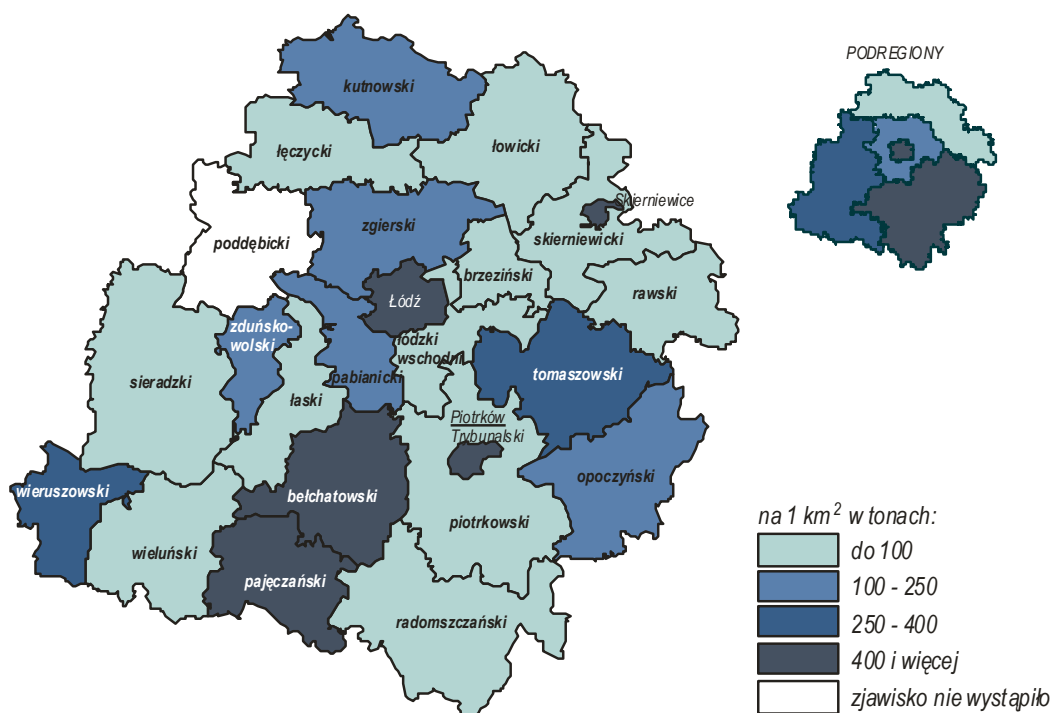 PODREGIONY
kutnowski
łęczycki
łowicki
Skierniewice
poddębicki
zgierski
skierniewicki
brzeziński
rawski
Łódź
zduńsko-
wolski
łódzki
wschodni
sieradzki
łaski
pabianicki
tomaszowski
Piotrków
Trybunalski
wieruszowski
bełchatowski
opoczyński
piotrkowski
wieluński
pajęczański
radomszczański
na 1 km² w tonach:
do 100
100 - 250
250 - 400
400 i więcej
zjawisko nie wystąpiło